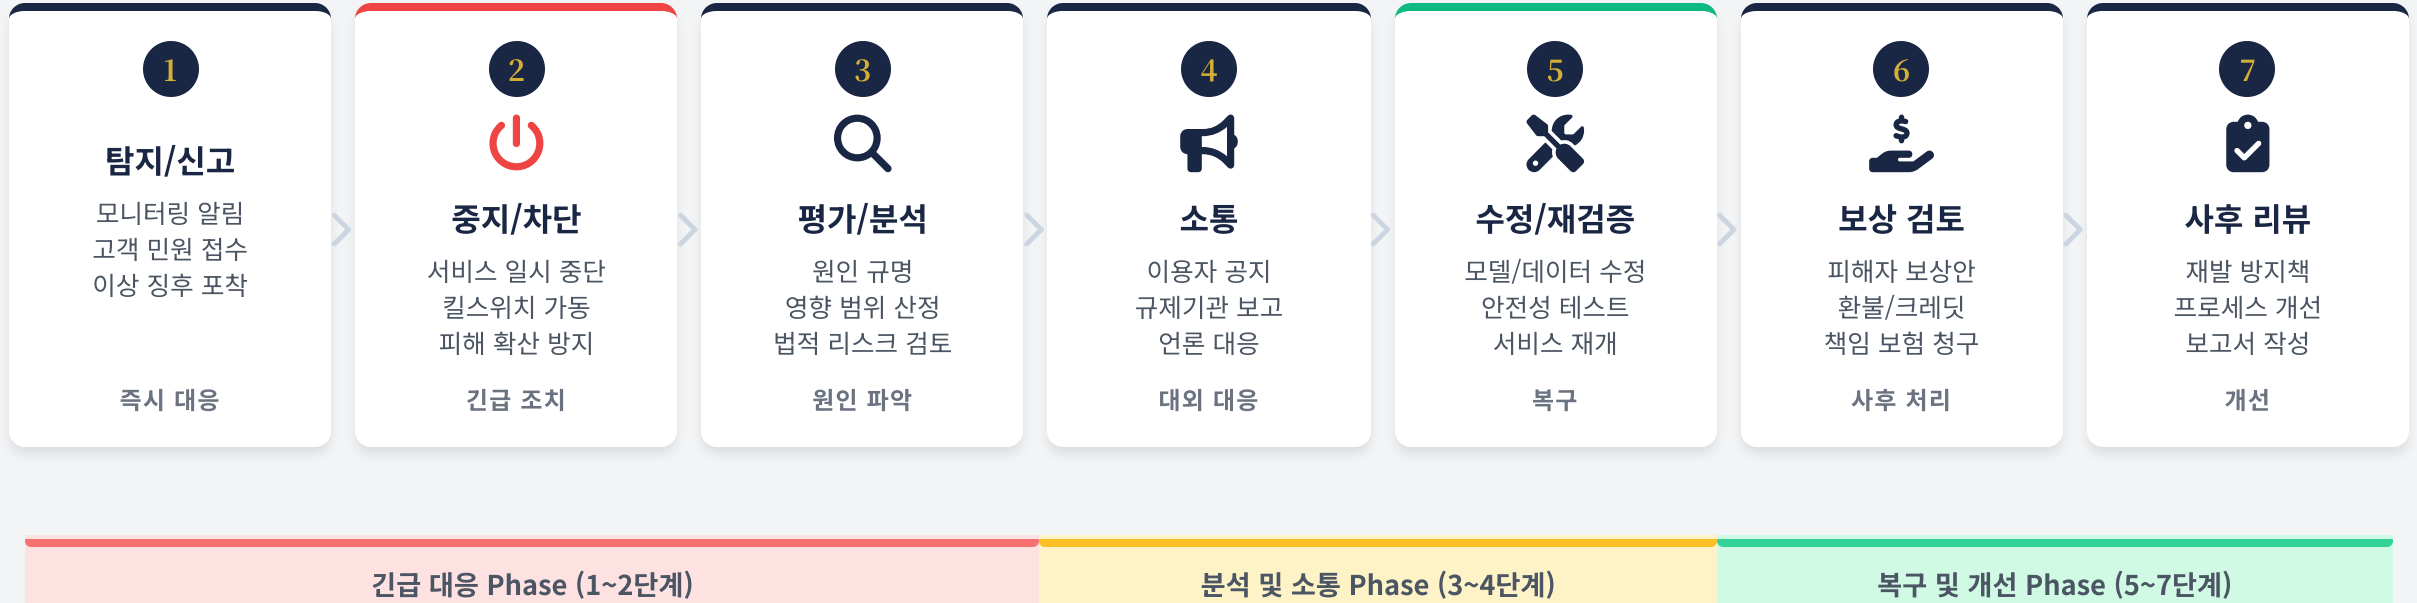 1
탐지/신고
모니터링 알림
고객 민원 접수
이상 징후 포착
즉시 대응
2
중지/차단
서비스 일시 중단
킬스위치 가동
피해 확산 방지
긴급 조치
3
평가/분석
원인 규명
영향 범위 산정
법적 리스크 검토
원인 파악
4
소통
이용자 공지
규제기관 보고
언론 대응
대외 대응
5
수정/재검증
모델/데이터 수정
안전성 테스트
서비스 재개
복구
6
보상 검토
피해자 보상안
환불/크레딧
책임 보험 청구
사후 처리
7
사후 리뷰
재발 방지책
프로세스 개선
보고서 작성
개선
긴급 대응 Phase (1~2단계)
분석 및 소통 Phase (3~4단계)
복구 및 개선 Phase (5~7단계)